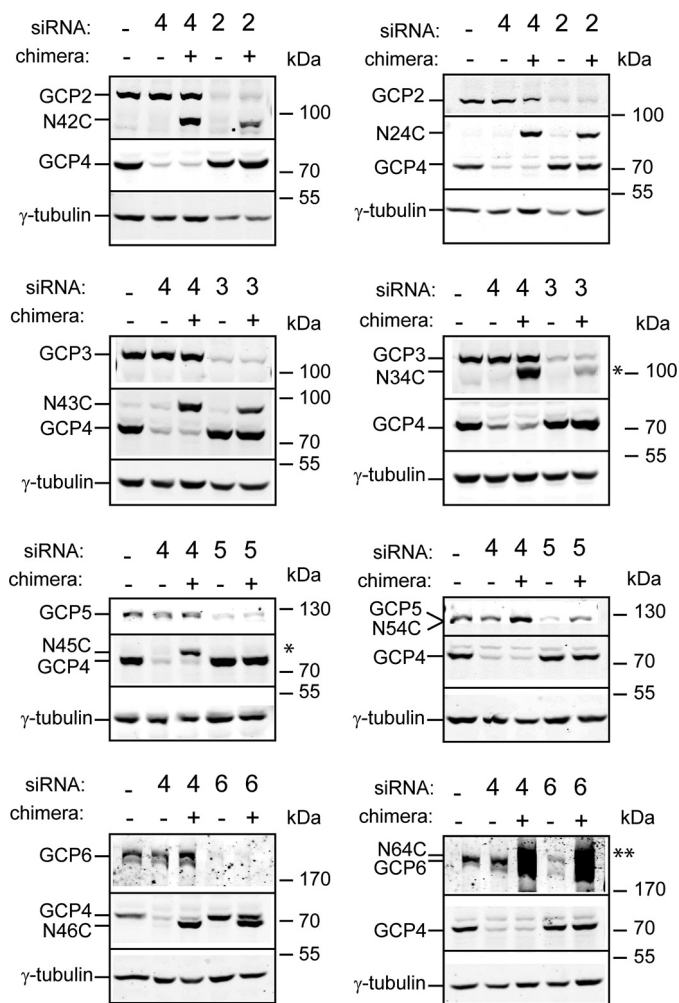 siRNA: - 4 4 2 2
chimera: - - + - + kDa
GCP2
N42C
GCP4
γ-tubulin
100
70
55
siRNA: - 4 4 2 2
chimera: - - + - + kDa
GCP2
N24C
GCP4
γ-tubulin
100
70
55
siRNA: - 4 4 3 3
chimera: - - + - + kDa
GCP3
N43C
GCP4
γ-tubulin
100
100
70
55
siRNA: - 4 4 3 3
chimera: - - + - + kDa
GCP3
N34C
GCP4
γ-tubulin
* 100
70
55
siRNA: - 4 4 5 5
chimera: - - + - + kDa
GCP5
N45C
GCP4
γ-tubulin
130
*
70
55
siRNA: - 4 4 5 5
chimera: - - + - + kDa
GCP5
N54C
GCP4
γ-tubulin
130
70
55
siRNA: - 4 4 6 6
chimera: - - + - + kDa
GCP6
GCP4
N46C
γ-tubulin
170
70
55
siRNA: - 4 4 6 6
chimera: - - + - + kDa
N64C
GCP6
GCP4
γ-tubulin
**
170
70
55